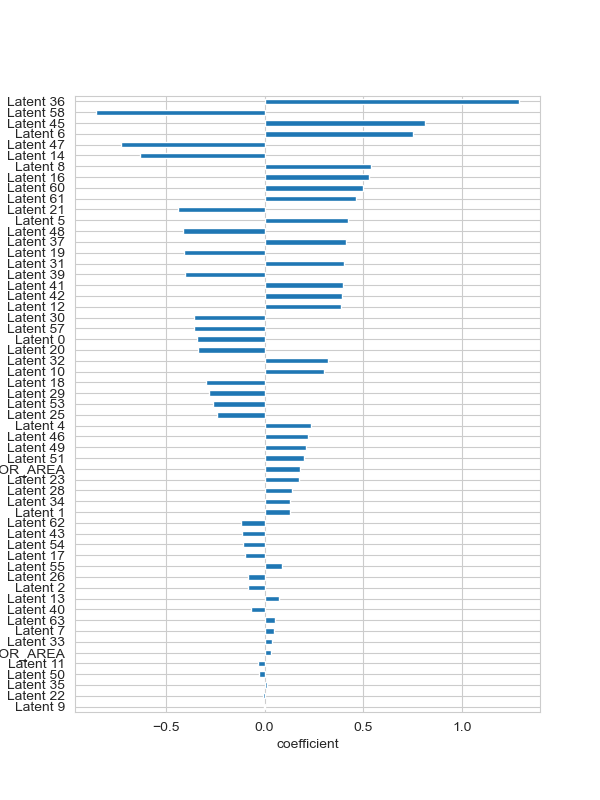 Latent 36
Latent 58
Latent 45
Latent 6
Latent 47
Latent 14
Latent 8
Latent 16
Latent 60
Latent 61
Latent 21
Latent 5
Latent 48
Latent 37
Latent 19
Latent 31
Latent 39
Latent 41
Latent 42
Latent 12
Latent 30
Latent 57
Latent 0
Latent 20
Latent 32
Latent 10
Latent 18
Latent 29
Latent 53
Latent 25
Latent 4
Latent 46
Latent 49
Latent 51
OR_AREA
Latent 23
Latent 28
Latent 34
Latent 1
Latent 62
Latent 43
Latent 54
Latent 17
Latent 55
Latent 26
Latent 2
Latent 13
Latent 40
Latent 63
Latent 7
Latent 33
OR_AREA
Latent 11
Latent 50
Latent 35
Latent 22
Latent 9
−0.5 0.0 0.5 1.0
coefficient